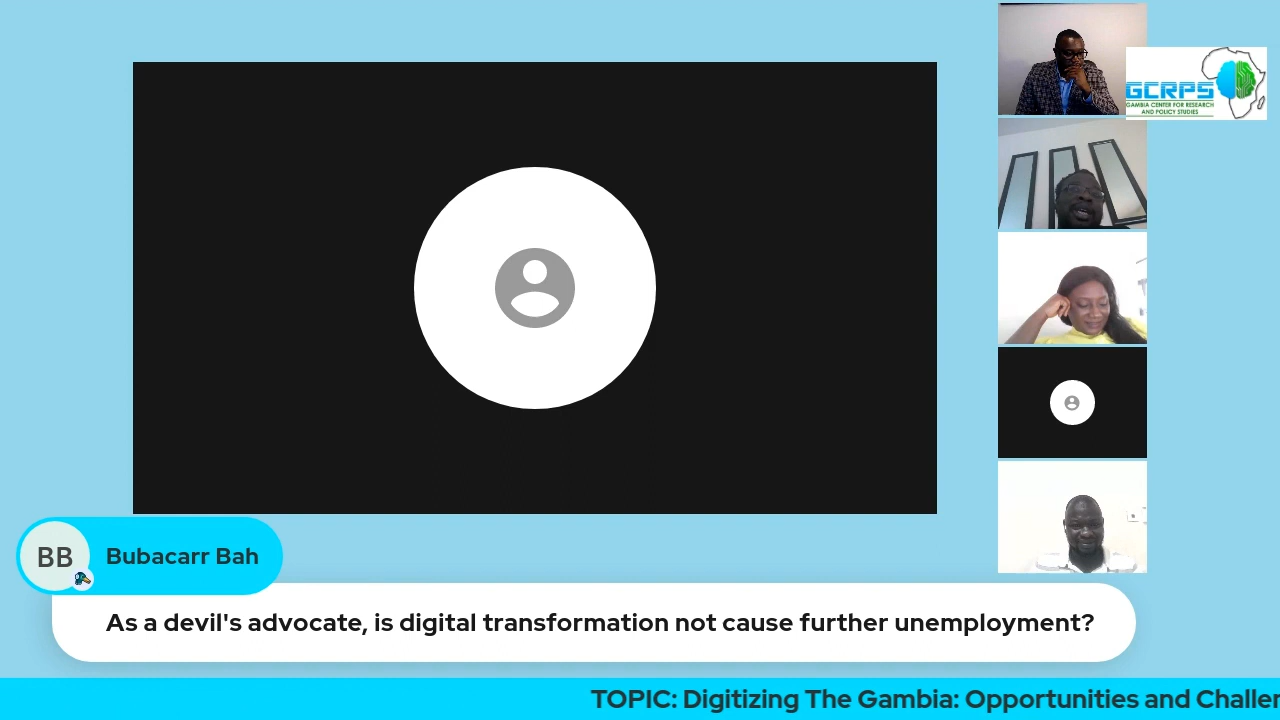 GCRPS
GAMBIA CENTER FOR RESEARCH
AND POLICY STUDIES
BB
Bubacarr Bah
As a devil's advocate, is digital transformation not cause further unemployment?
TOPIC: Digitizing The Gambia: Opportunities and Challen